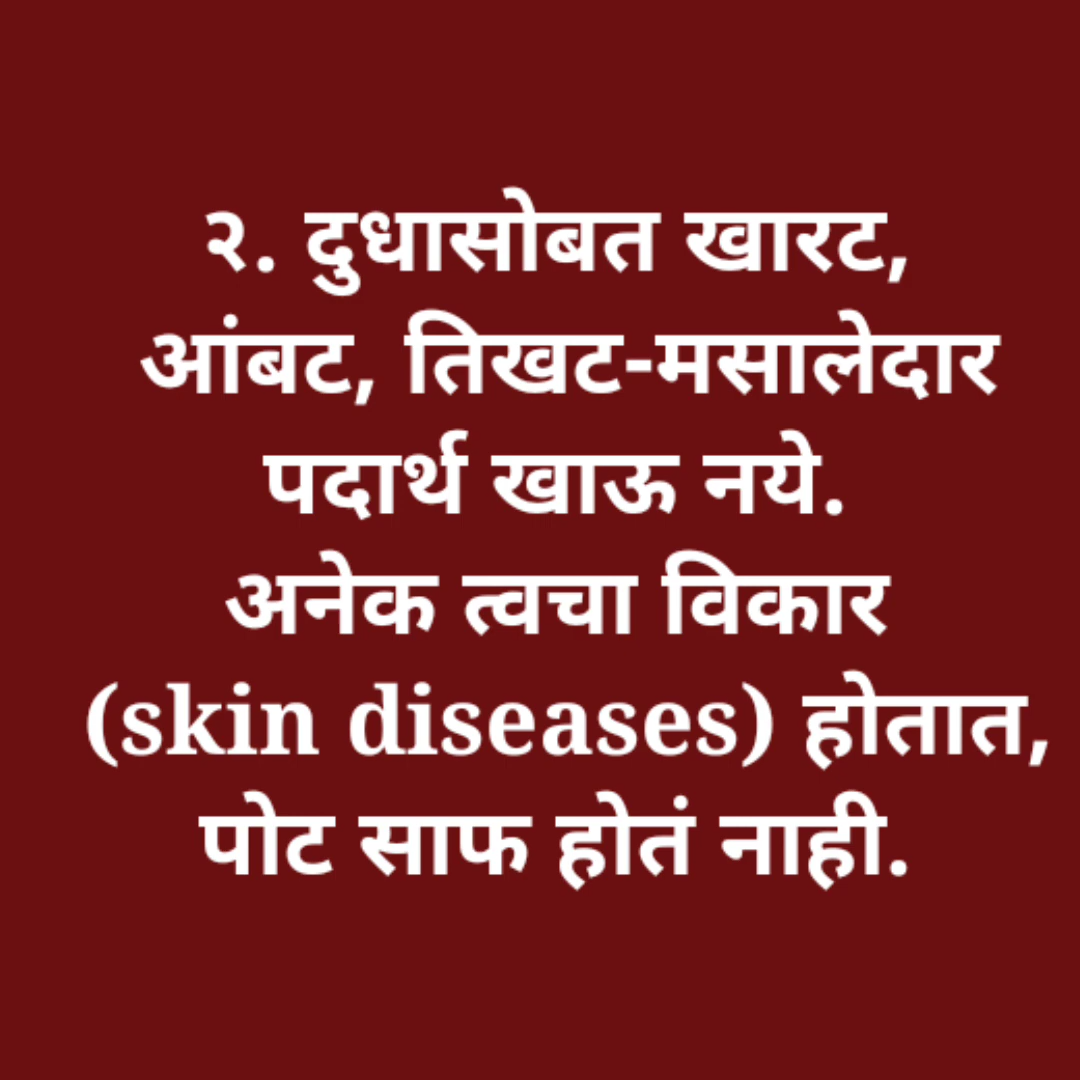 २. दुधासोबत खारट,
आंबट, तिखट-मसालेदार
पदार्थ खाऊ नये.
अनेक त्वचा विकार
(skin diseases) होतात,
पोट साफ होतं नाही.